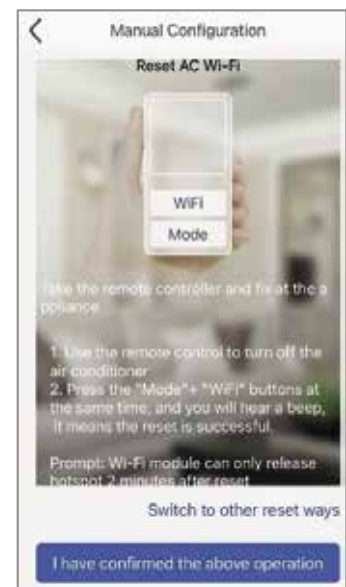 Manual Configuration
Reset AC Wi-Fi
WiFi
Mode
Take the remote controller and fix at the a
ppliance
1. Use the remote control to turn off the
air conditioner
2. Press the "Mode"+ "WiFi" buttons at
the same time, and you will hear a beep,
it means the reset is successful.
Prompt: Wi-Fi module can only release
hotspot 2 minutes after reset
Switch to other reset ways
I have confirmed the above operation